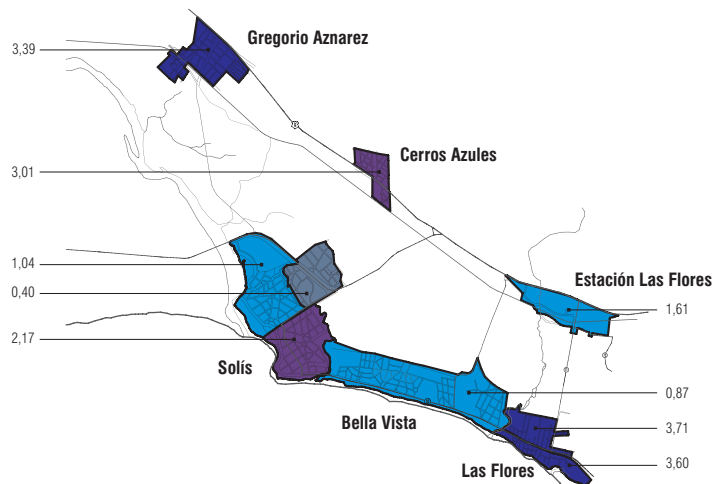 Gregorio Aznarez
3,39
Cerros Azules
3,01
1,04
Estación Las Flores
0,40
1,61
2,17
Solís
0,87
Bella Vista
3,71
Las Flores
3,60